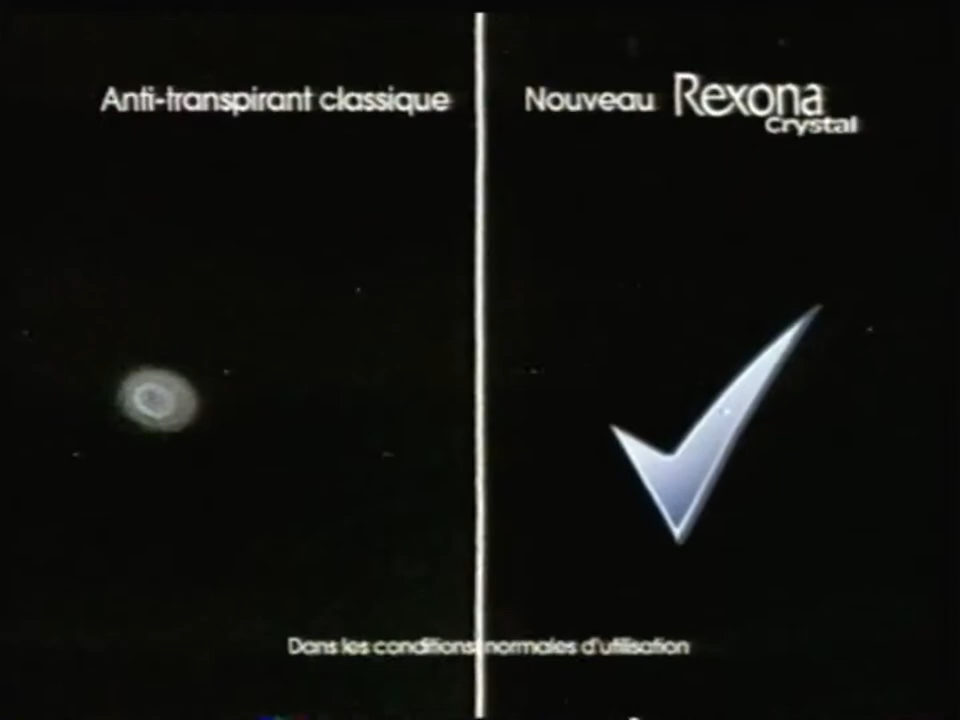 Anti-transpirant classique
Nouveau Rexona
Crystal
Dans les conditions normales d'utilisation